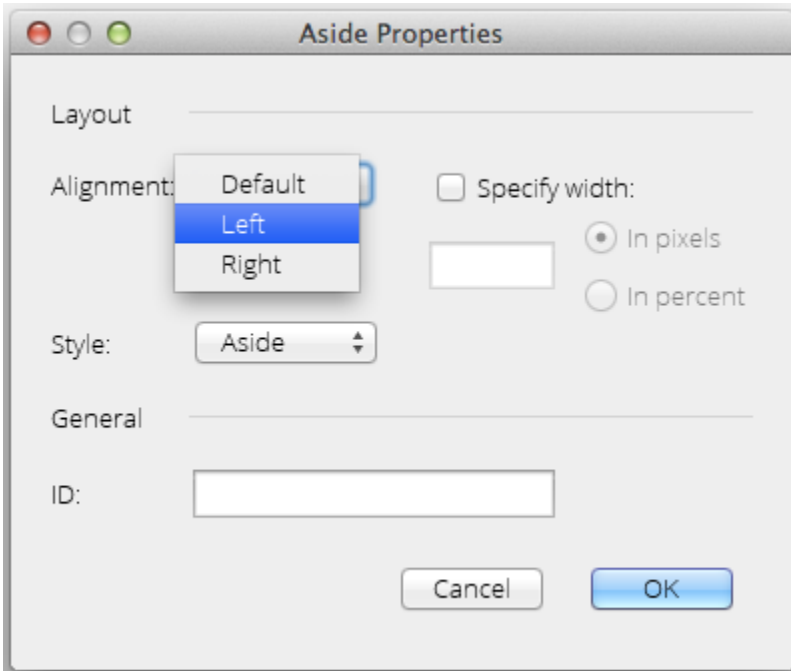 Aside Properties
Layout
Alignment:
Default
Left
Right
Specify width:
In pixels
In percent
Style:
Aside
General
ID:
Cancel
OK